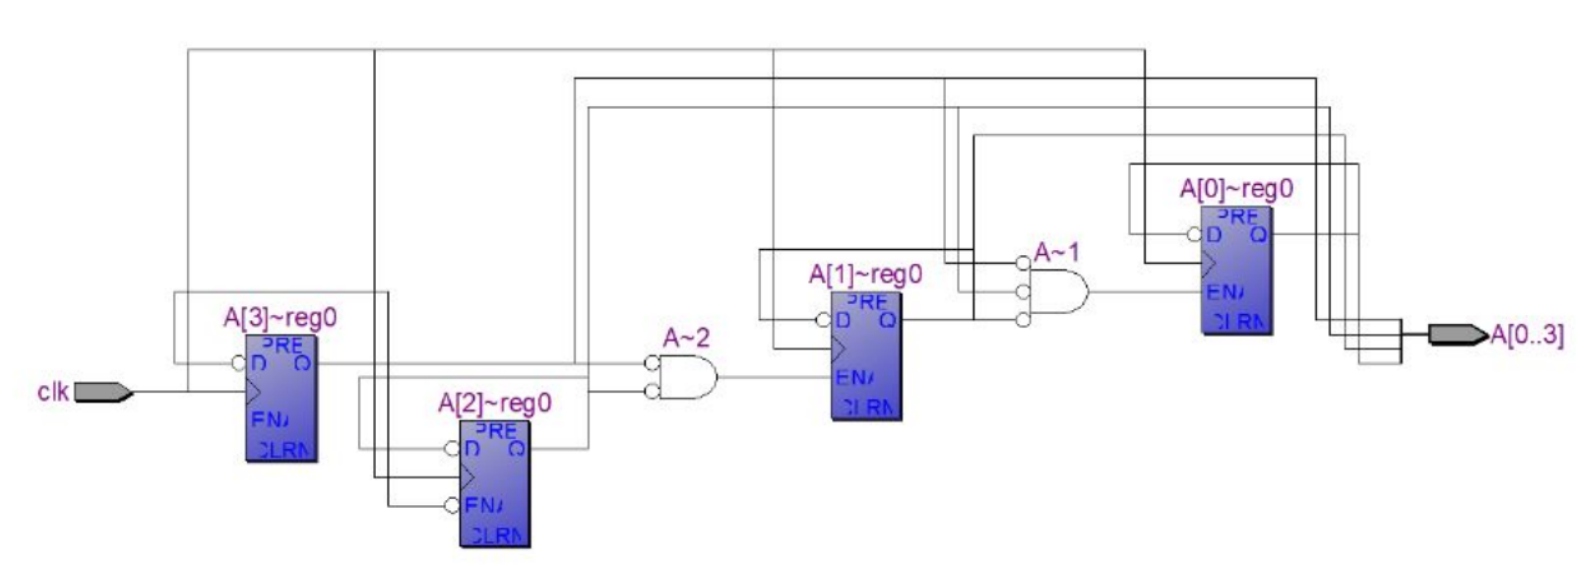 A[0]~reg0
PRE
D Q
ENA
CLRN
A~1
A[1]~reg0
PRE
D Q
ENA
CLRN
A[3]~reg0
PRE
D Q
ENA
CLRN
A~2
A[0..3]
clk
A[2]~reg0
PRE
D Q
ENA
CLRN